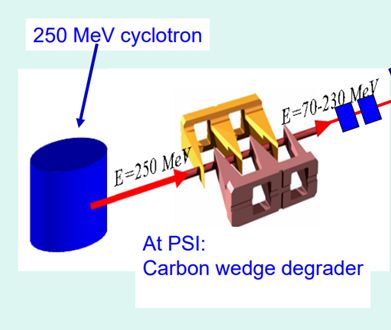 250 MeV cyclotron
E=250 MeV
E=70-230 MeV
At PSI:
Carbon wedge degrader